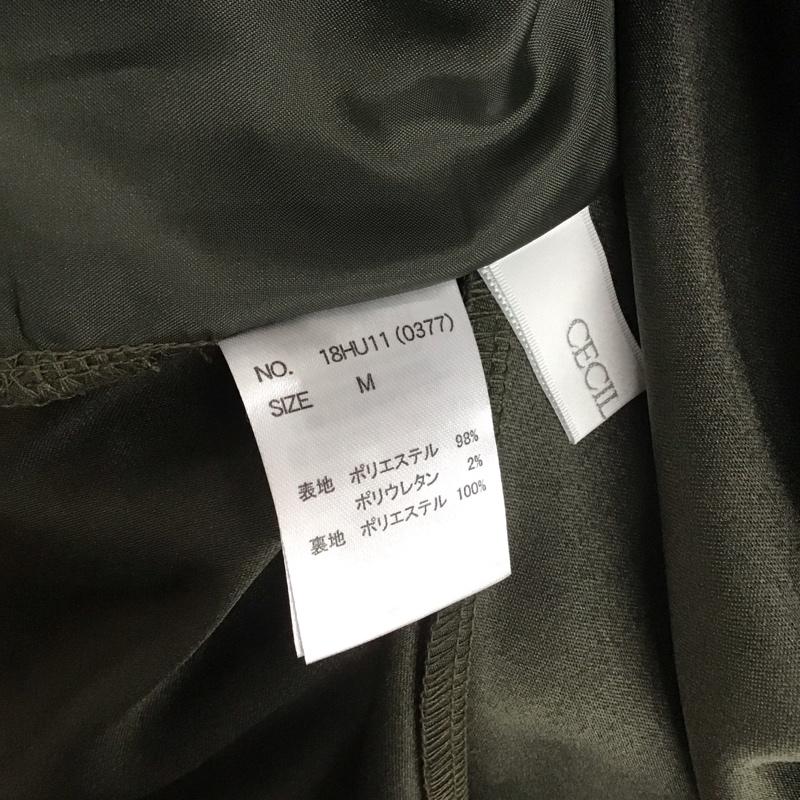 NO. 18HU11 (0377)
SIZE M
表地 ポリエステル 98%
ポリウレタン 2%
裏地 ポリエステル 100%
CECIL